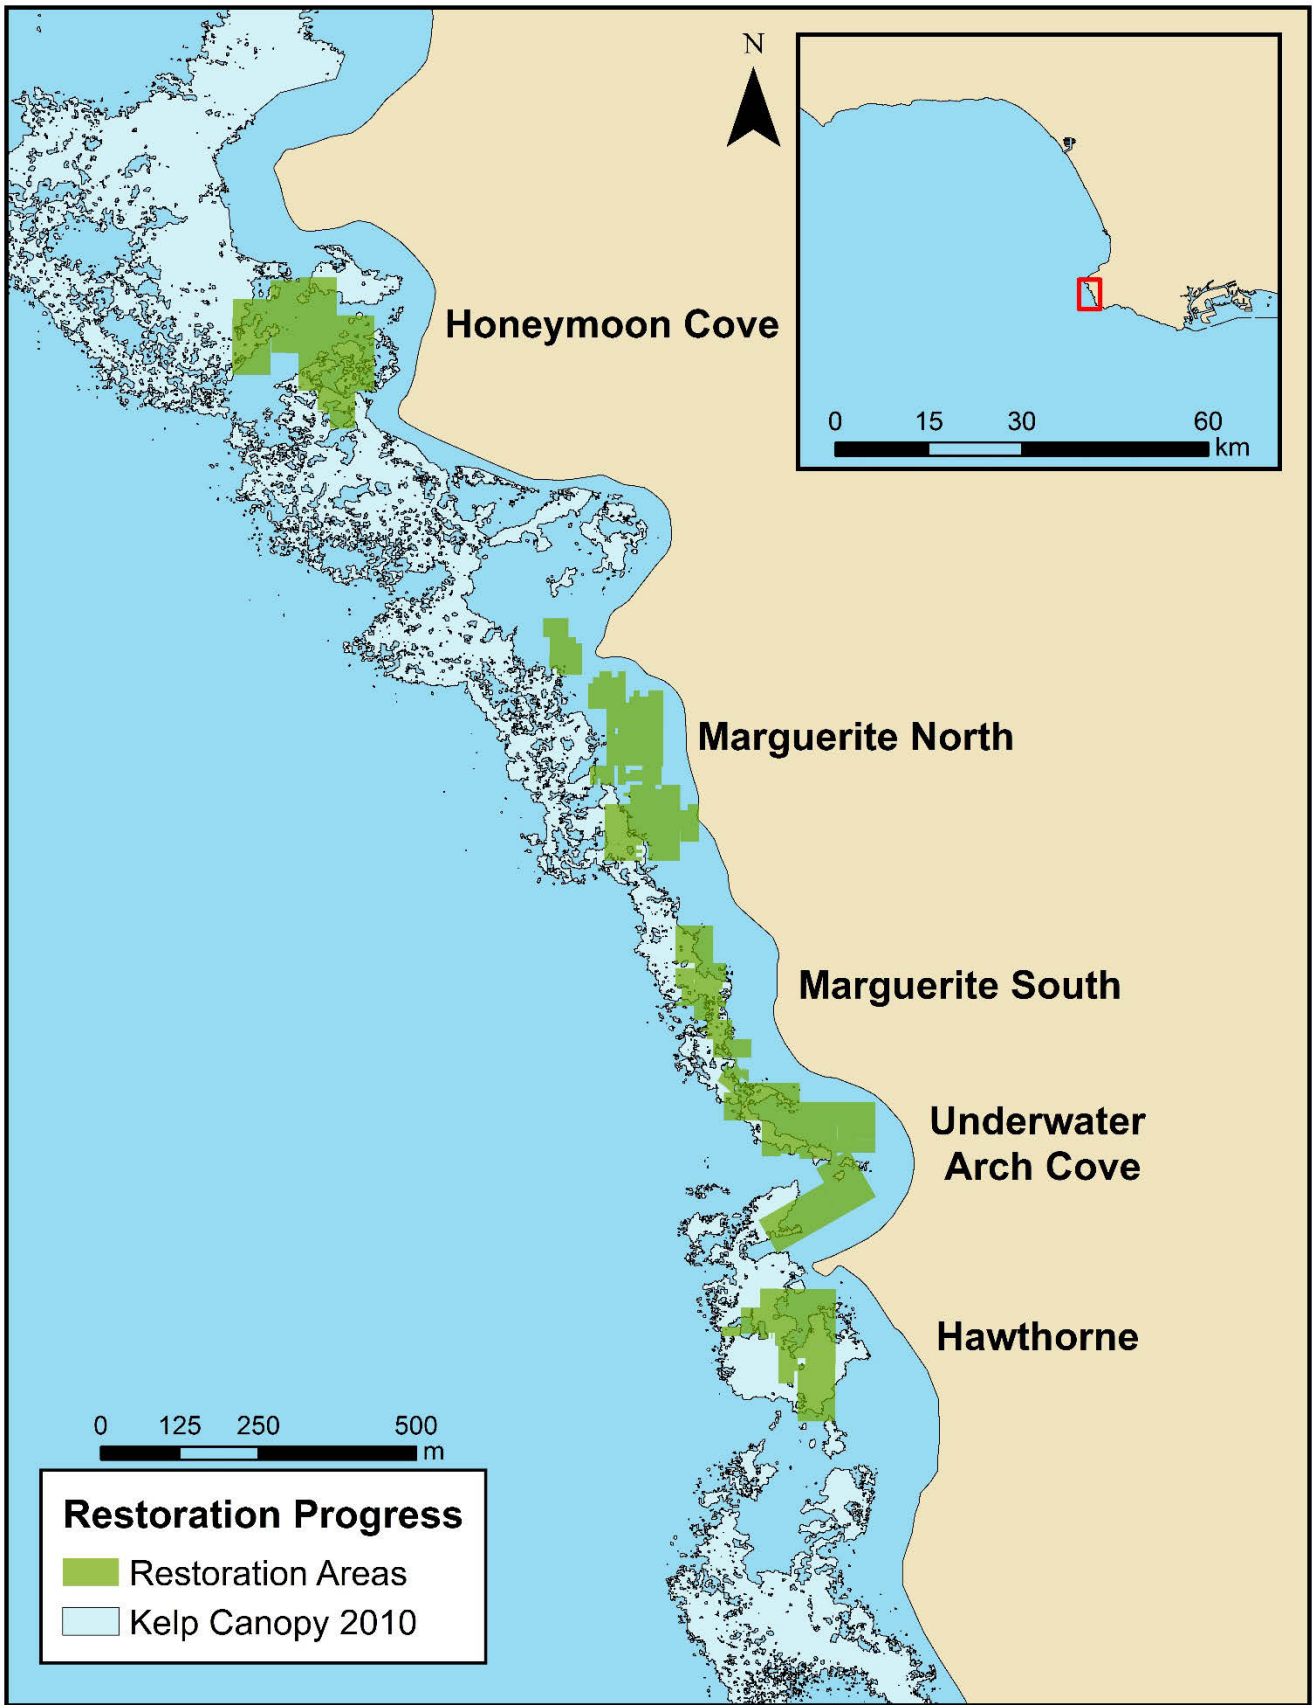 N
0 15 30 60
km
Honeymoon Cove
Marguerite North
Marguerite South
Underwater
Arch Cove
Hawthorne
0 125 250 500
m
Restoration Progress
Restoration Areas
Kelp Canopy 2010